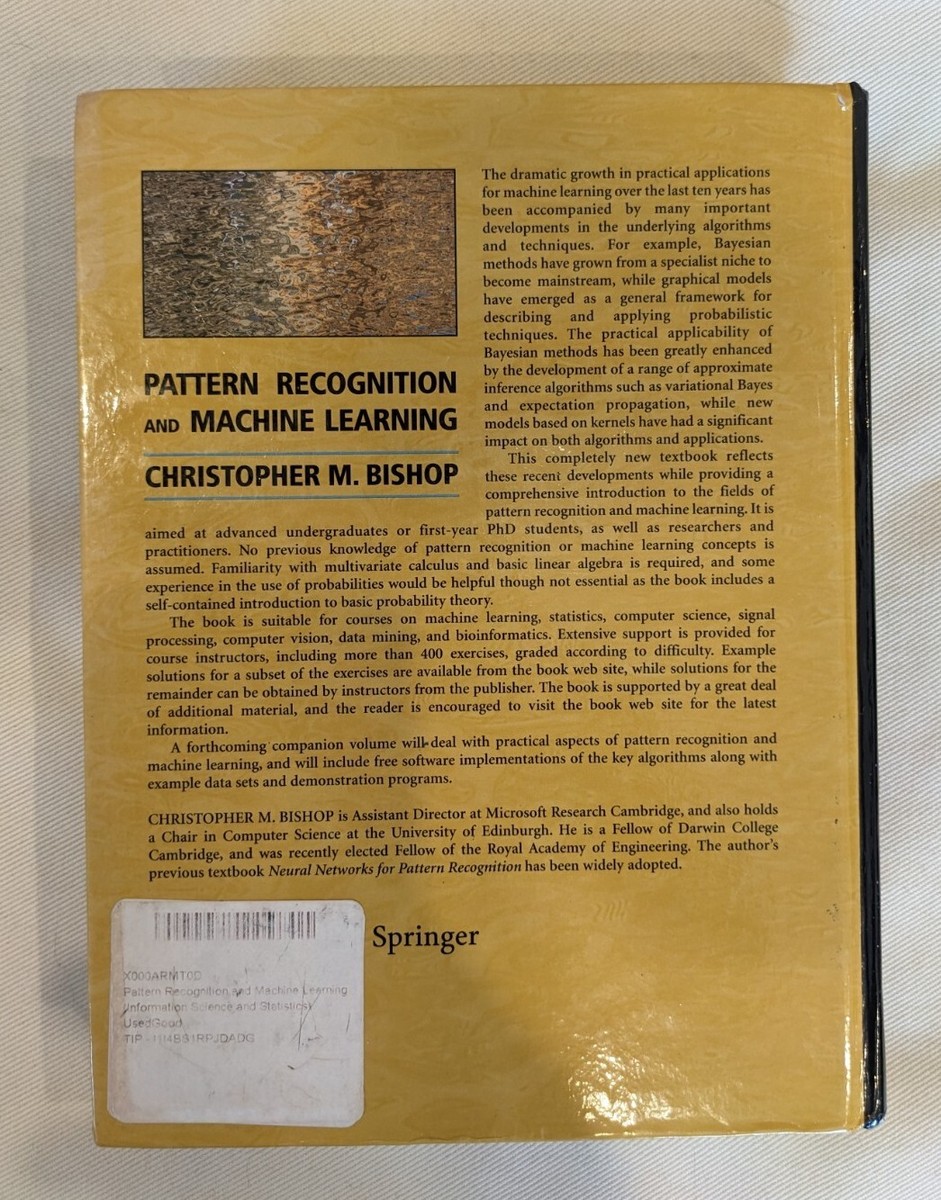 PATTERN RECOGNITION
AND MACHINE LEARNING
CHRISTOPHER M. BISHOP
The dramatic growth in practical applications
for machine learning over the last ten years has
been accompanied by many important
developments in the underlying algorithms
and techniques. For example, Bayesian
methods have grown from a specialist niche to
become mainstream, while graphical models
have emerged as a general framework for
describing and applying probabilistic
techniques. The practical applicability of
Bayesian methods has been greatly enhanced
by the development of a range of approximate
inference algorithms such as variational Bayes
and expectation propagation, while new
models based on kernels have had a significant
impact on both algorithms and applications.
This completely new textbook reflects
these recent developments while providing a
comprehensive introduction to the fields of
pattern recognition and machine learning. It is
aimed at advanced undergraduates or first-year PhD students, as well as researchers and
practitioners. No previous knowledge of pattern recognition or machine learning concepts is
assumed. Familiarity with multivariate calculus and basic linear algebra is required, and some
experience in the use of probabilities would be helpful though not essential as the book includes a
self-contained introduction to basic probability theory.
The book is suitable for courses on machine learning, statistics, computer science, signal
processing, computer vision, data mining, and bioinformatics. Extensive support is provided for
course instructors, including more than 400 exercises, graded according to difficulty. Example
solutions for a subset of the exercises are available from the book web site, while solutions for the
remainder can be obtained by instructors from the publisher. The book is supported by a great deal
of additional material, and the reader is encouraged to visit the book web site for the latest
information.
A forthcoming companion volume will deal with practical aspects of pattern recognition and
machine learning, and will include free software implementations of the key algorithms along with
example data sets and demonstration programs.
CHRISTOPHER M. BISHOP is Assistant Director at Microsoft Research Cambridge, and also holds
a Chair in Computer Science at the University of Edinburgh. He is a Fellow of Darwin College
Cambridge, and was recently elected Fellow of the Royal Academy of Engineering. The author's
previous textbook Neural Networks for Pattern Recognition has been widely adopted.
Springer
Pattern Recognition and Machine Learning
(Information Science and Statistics)
UsedGood